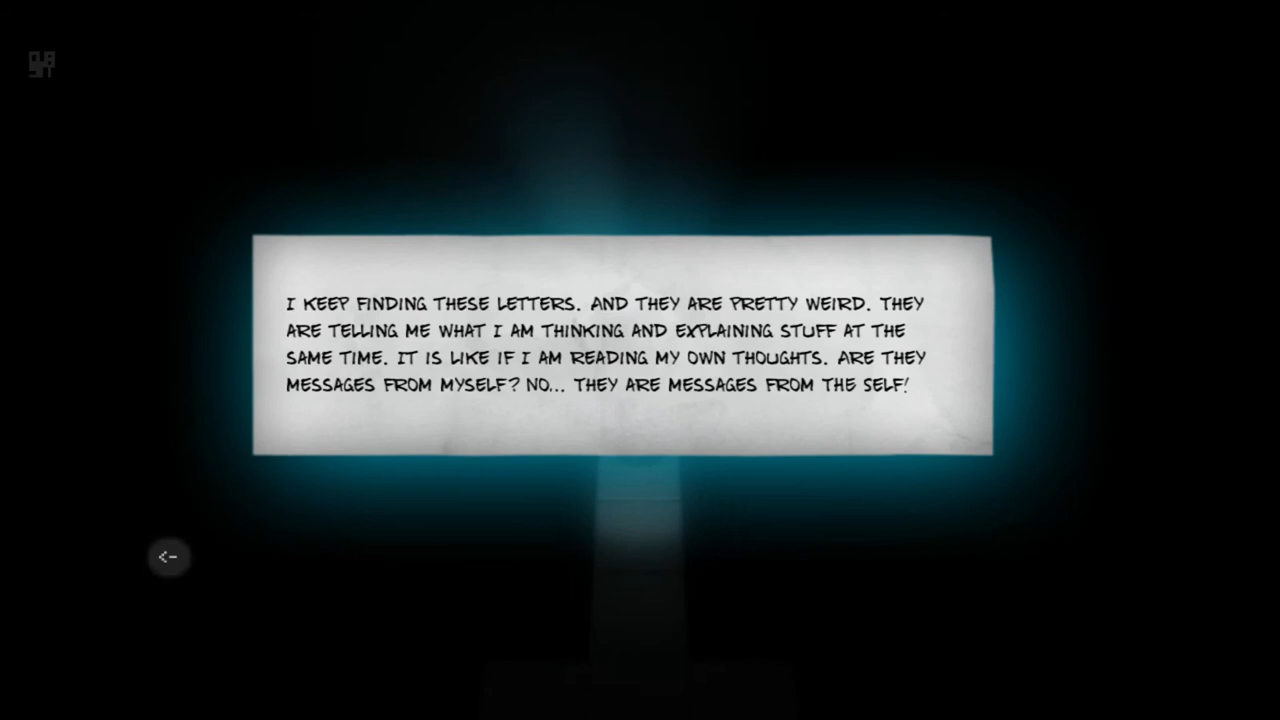 I KEEP FINDING THESE LETTERS. AND THEY ARE PRETTY WEIRD. THEY
ARE TELLING ME WHAT I AM THINKING AND EXPLAINING STUFF AT THE
SAME TIME. IT IS LIKE IF I AM READING MY OWN THOUGHTS. ARE THEY
MESSAGES FROM MYSELF? NO... THEY ARE MESSAGES FROM THE SELF!
<-